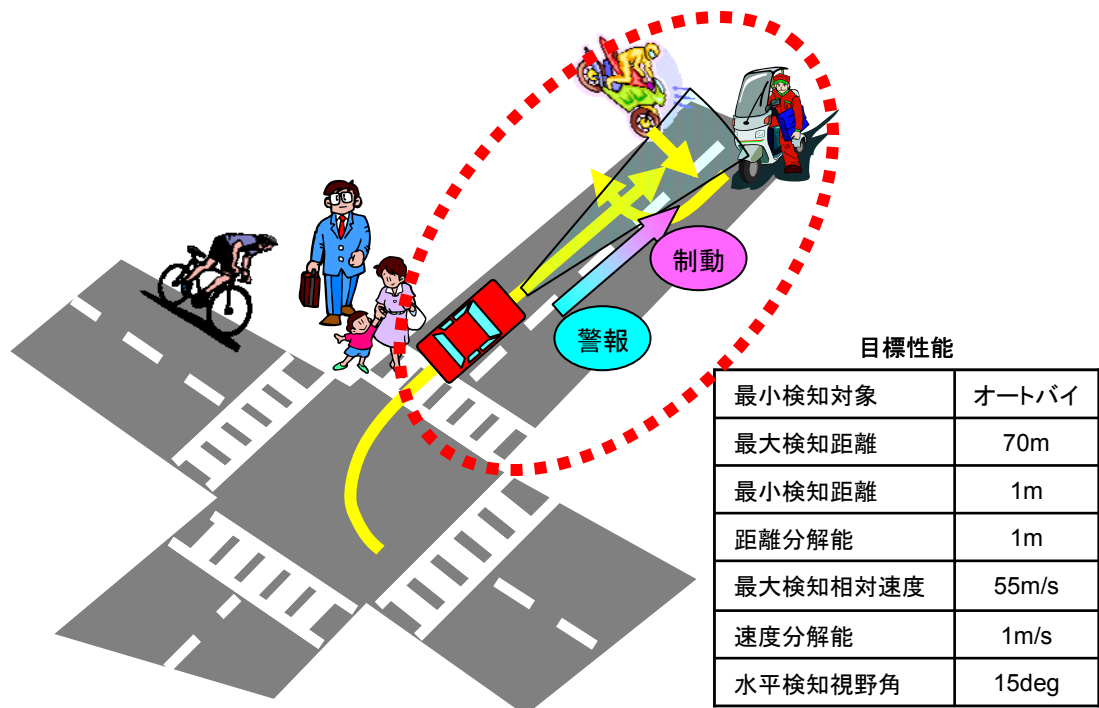 制動
警報
目標性能
最小検知対象 オートバイ
最大検知距離 70m
最小検知距離 1m
距離分解能 1m
最大検知相対速度 55m/s
速度分解能 1m/s
水平検知視野角 15deg